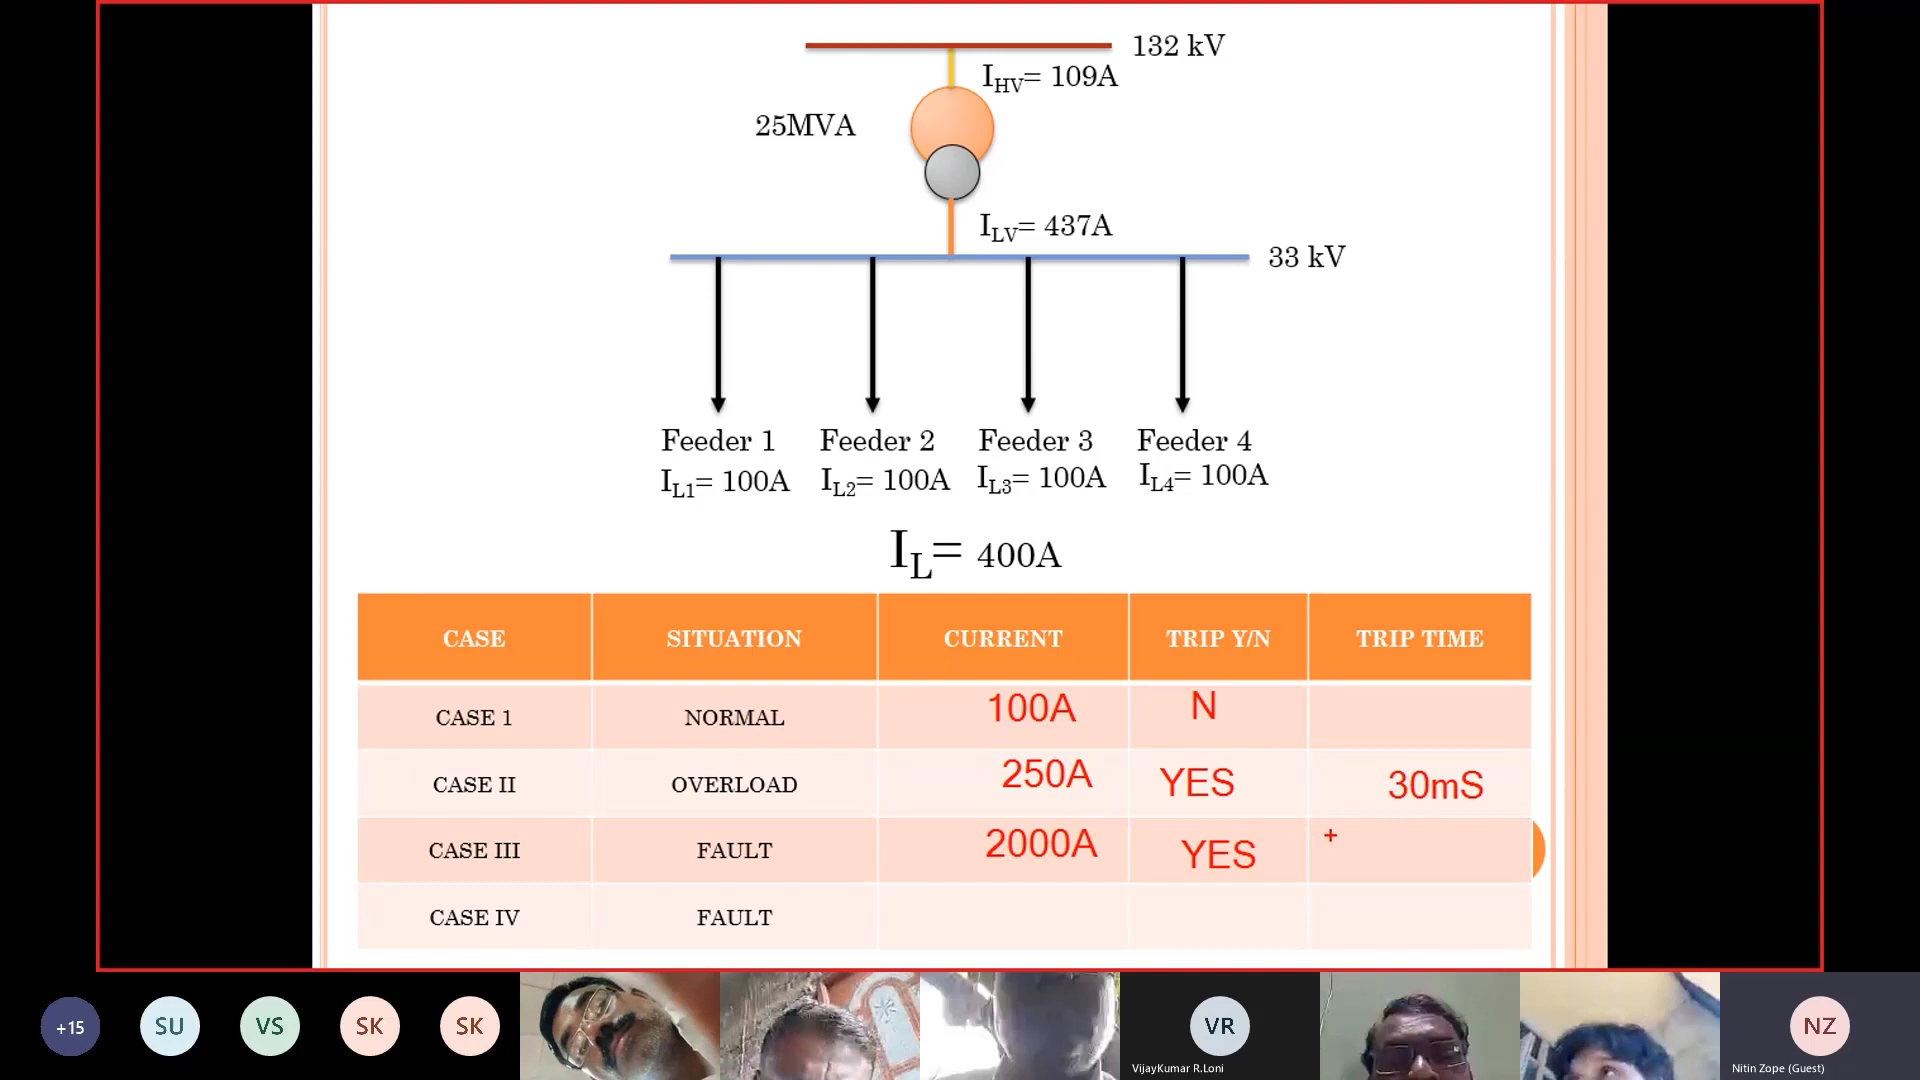 132 kV
IHV= 109A
25MVA
ILV= 437A
33 kV
Feeder 1 Feeder 2 Feeder 3 Feeder 4
IL1= 100A IL2= 100A IL3= 100A IL4= 100A
IL= 400A
CASE SITUATION CURRENT TRIP Y/N TRIP TIME
CASE 1 NORMAL 100A N
CASE II OVERLOAD 250A YES 30mS
CASE III FAULT 2000A YES
CASE IV FAULT
+15 SU VS SK SK VR NZ
VijayKumar R.Loni Nitin Zope (Guest)